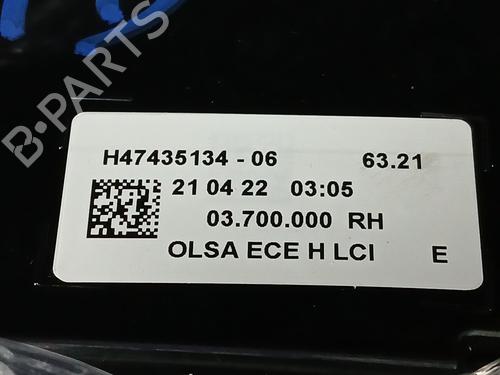 B-PARTS
H47435134 - 06 63.21
21 04 22 03:05
03.700.000 RH
OLSA ECE H LCI E